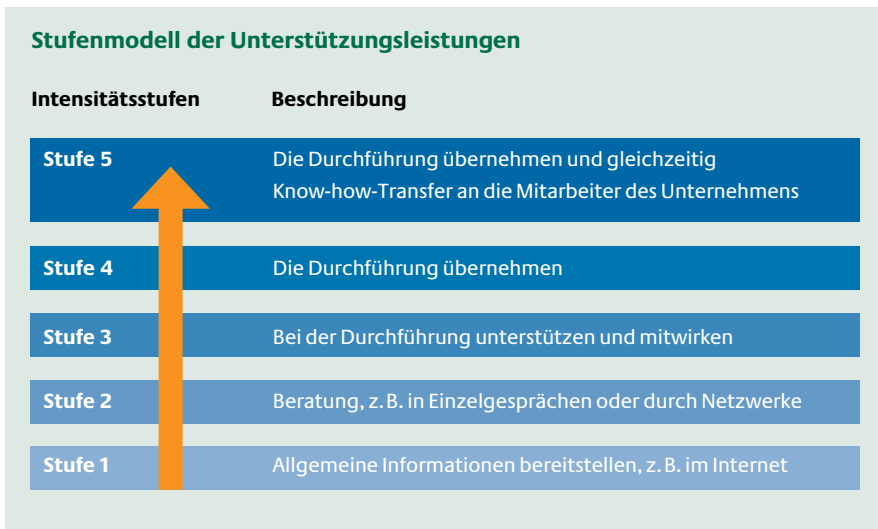 Stufenmodell der Unterstützungsleistungen
Intensitätsstufen Beschreibung
Stufe 5 Die Durchführung übernehmen und gleichzeitig
Know-how-Transfer an die Mitarbeiter des Unternehmens
Stufe 4 Die Durchführung übernehmen
Stufe 3 Bei der Durchführung unterstützen und mitwirken
Stufe 2 Beratung, z. B. in Einzelgesprächen oder durch Netzwerke
Stufe 1 Allgemeine Informationen bereitstellen, z. B. im Internet